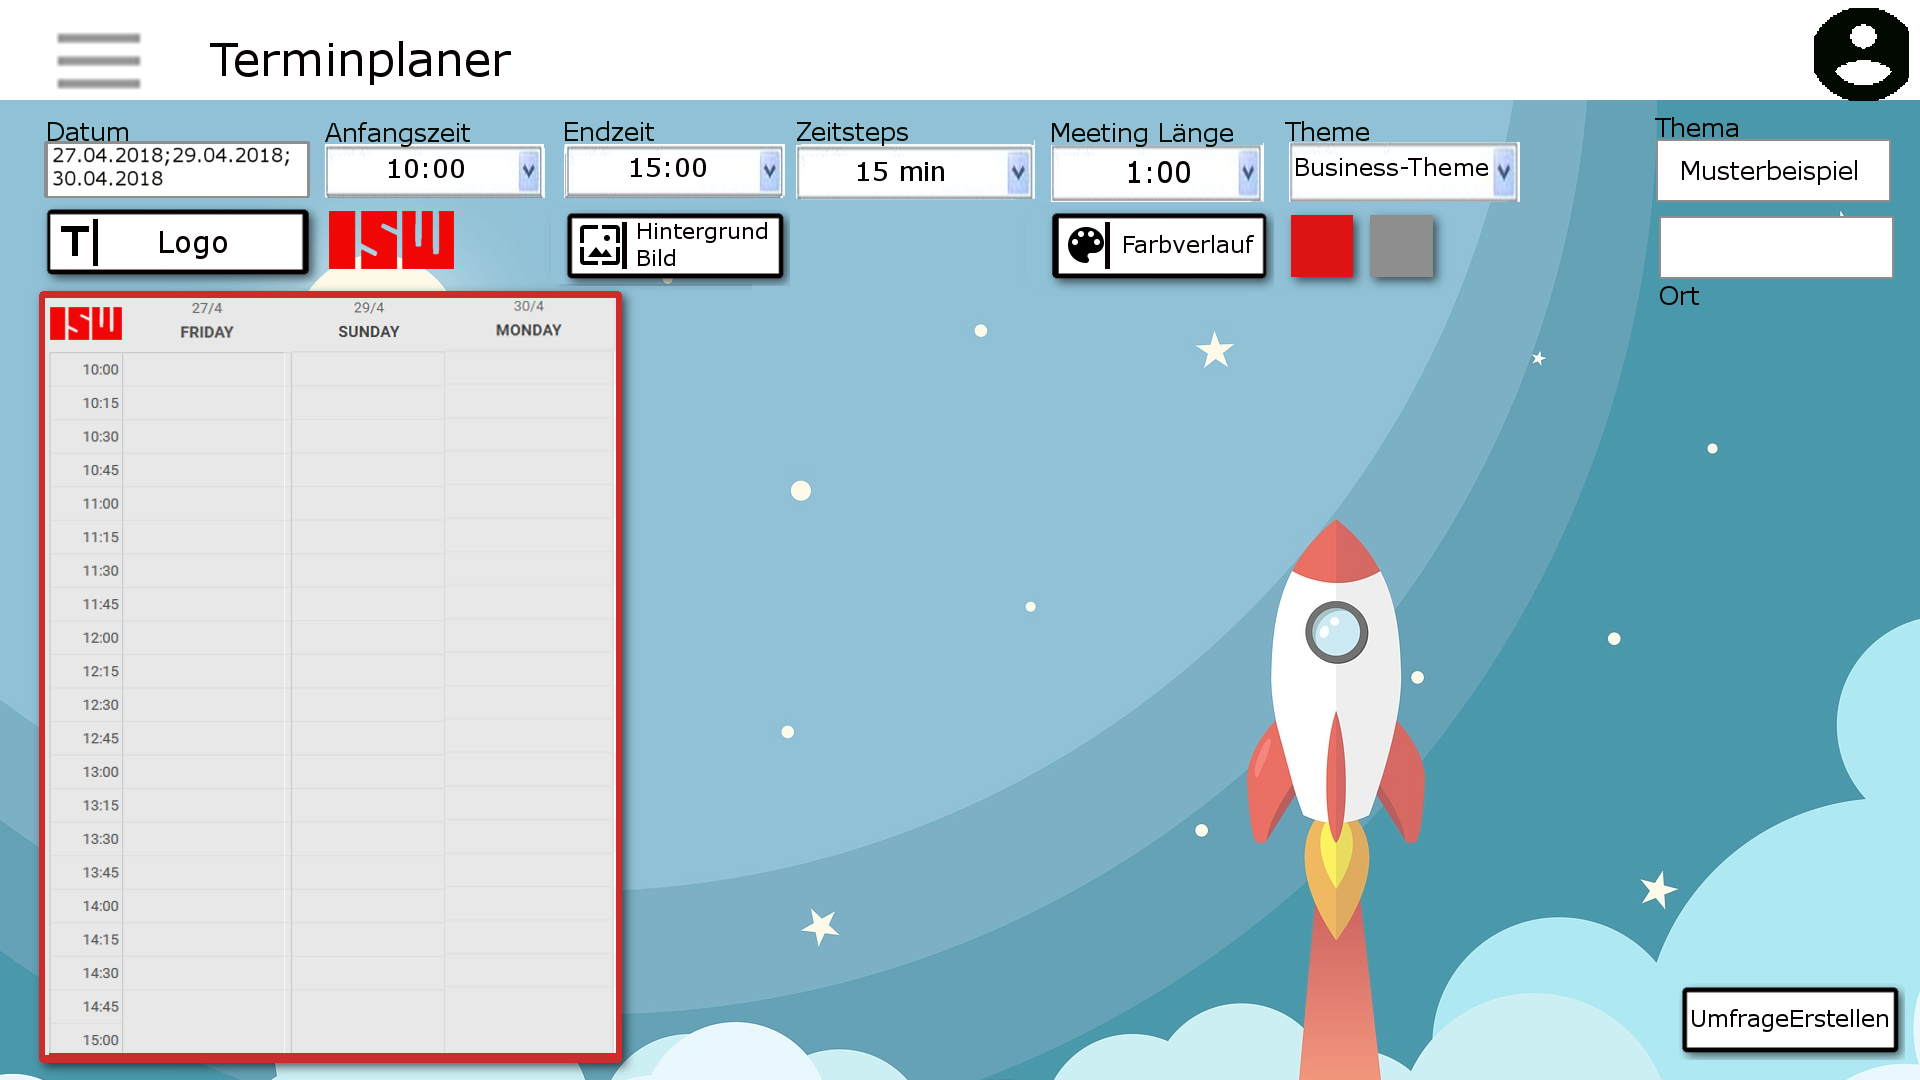 Terminplaner
Datum
Anfangszeit
Endzeit
Zeitsteps
Meeting Länge
Theme
Thema
27.04.2018;29.04.2018;
30.04.2018
10:00
15:00
15 min
1:00
Business-Theme
Musterbeispiel
T
Logo
ISW
Hintergrund
Bild
Farbverlauf
Ort
ISW
27/4
FRIDAY
29/4
SUNDAY
30/4
MONDAY
10:00
10:15
10:30
10:45
11:00
11:15
11:30
11:45
12:00
12:15
12:30
12:45
13:00
13:15
13:30
13:45
14:00
14:15
14:30
14:45
15:00
UmfrageErstellen